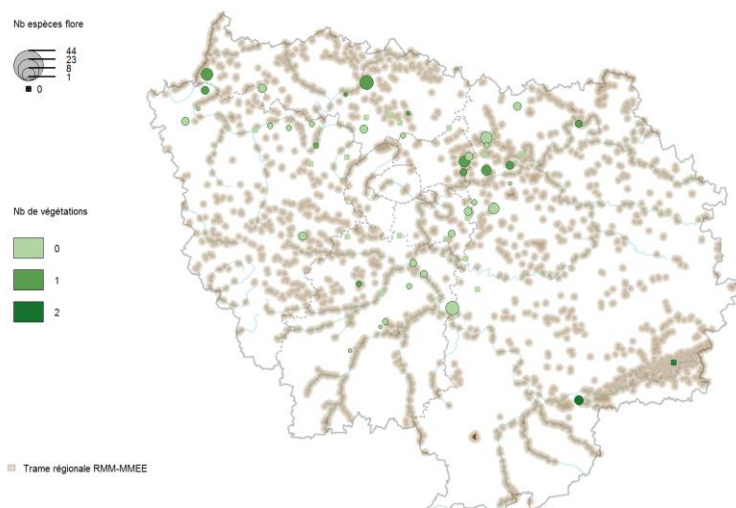 Nb espèces flore
44
23
8
1
0
Nb de végétations
0
1
2
Trame régionale RMM-MMEE